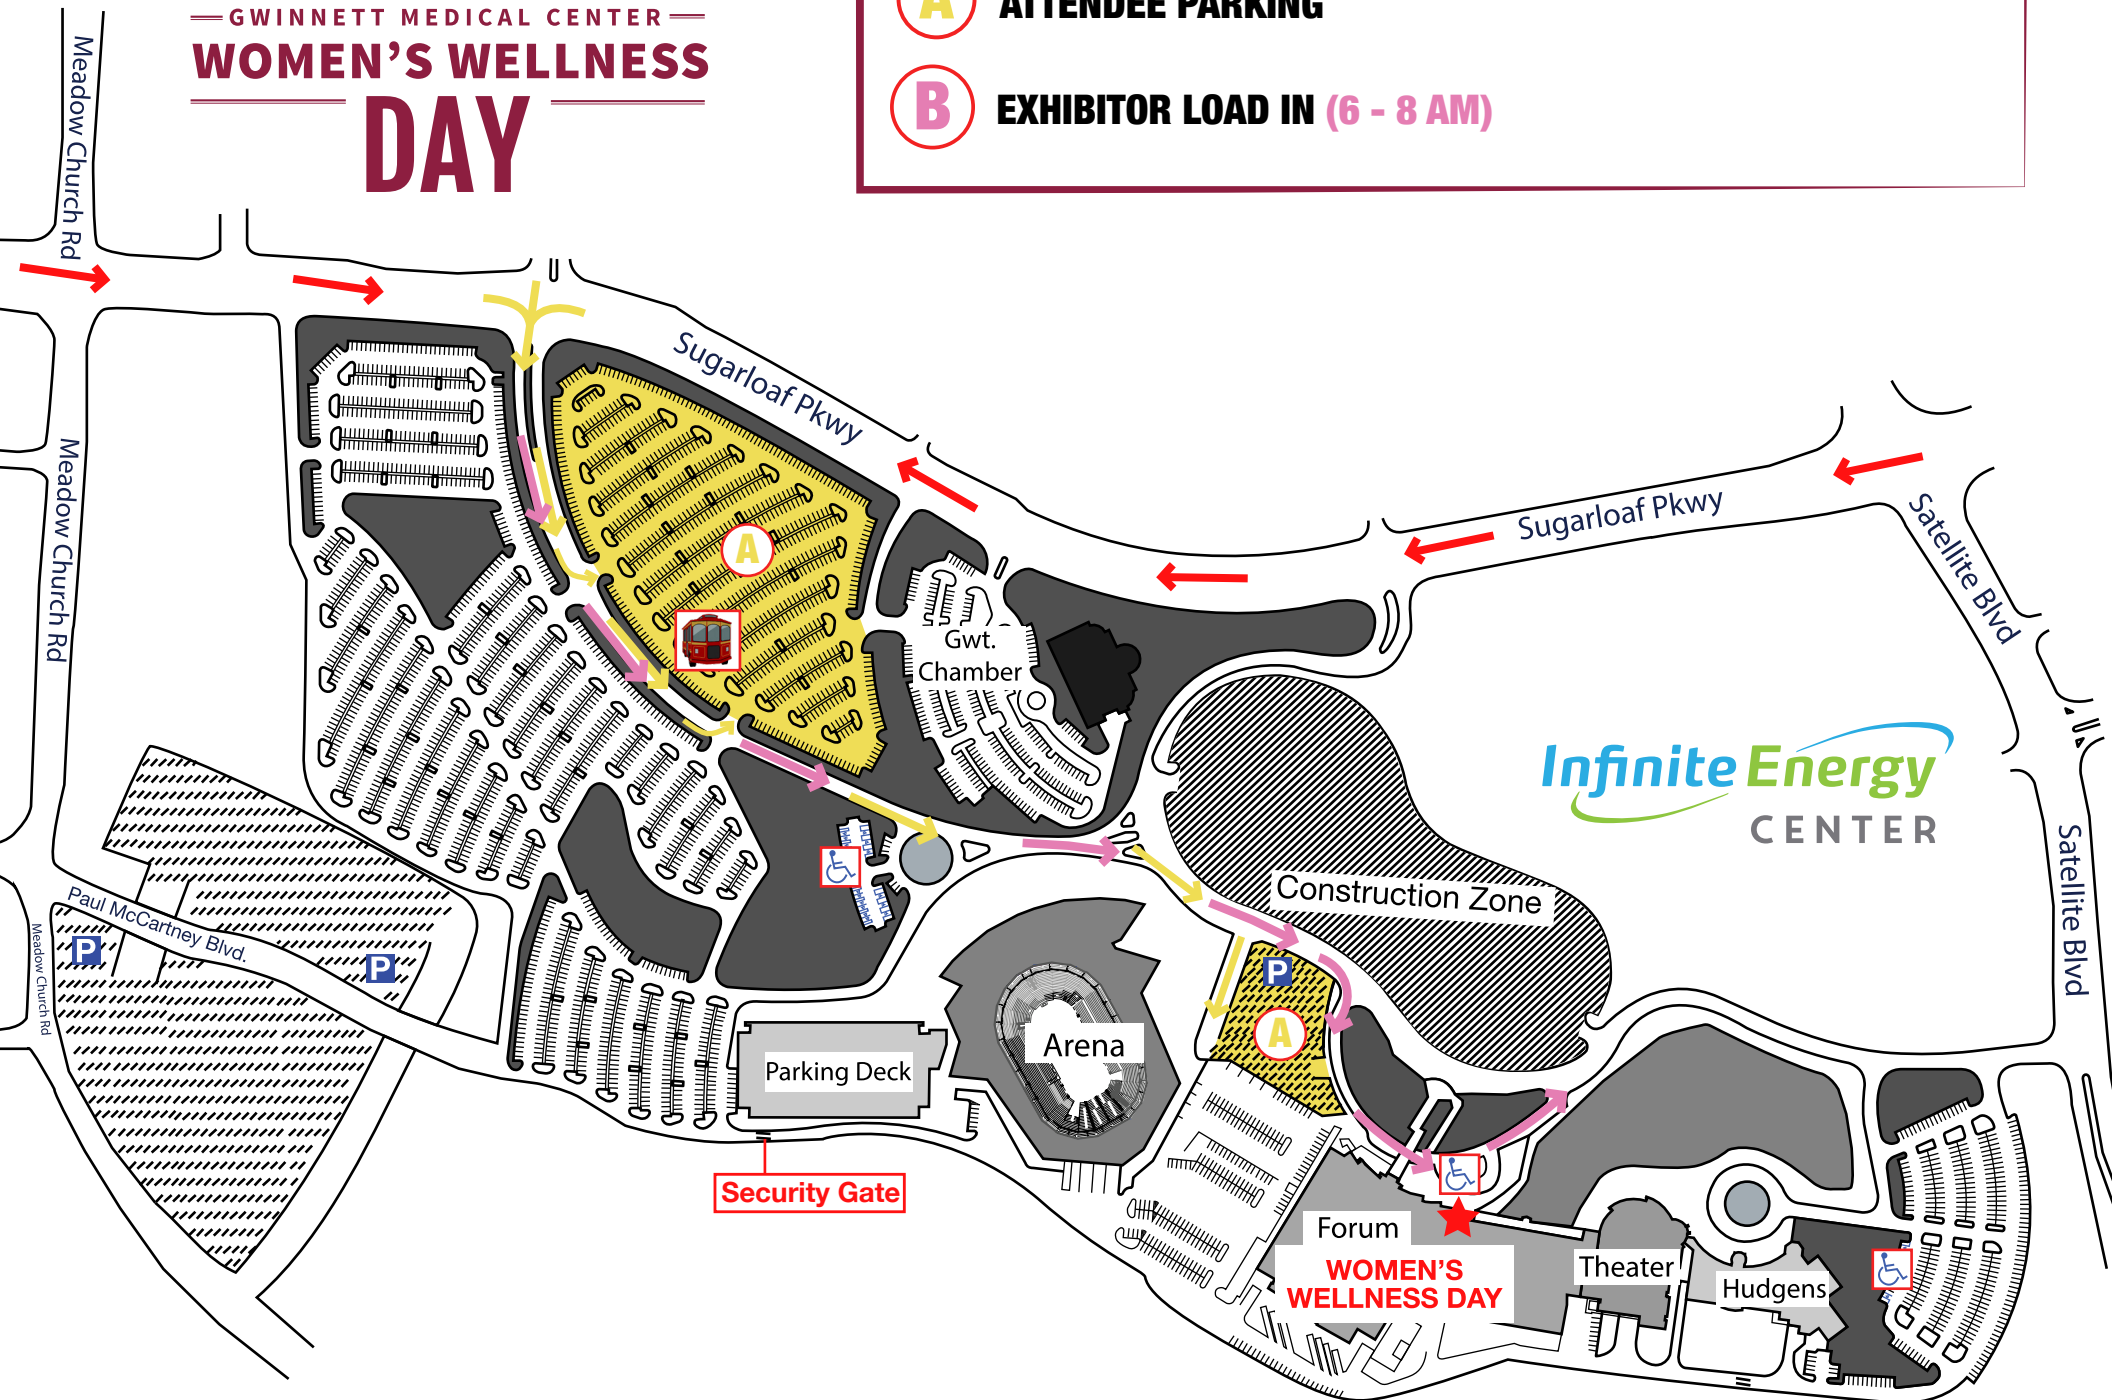 GWINNETT MEDICAL CENTER
WOMEN'S WELLNESS
DAY
A ATTENDEE PARKING
B EXHIBITOR LOAD IN (6 - 8 AM)
Meadow Church Rd
Sugarloaf Pkwy
Sugarloaf Pkwy
Satellite Blvd
Meadow Church Rd
A
Gwt.
Chamber
Infinite Energy
CENTER
Satellite Blvd
Construction Zone
Paul McCartney Blvd.
Meadow Church Rd
P
P
P
A
Arena
Parking Deck
Security Gate
Forum
WOMEN'S
WELLNESS DAY
Theater
Hudgens